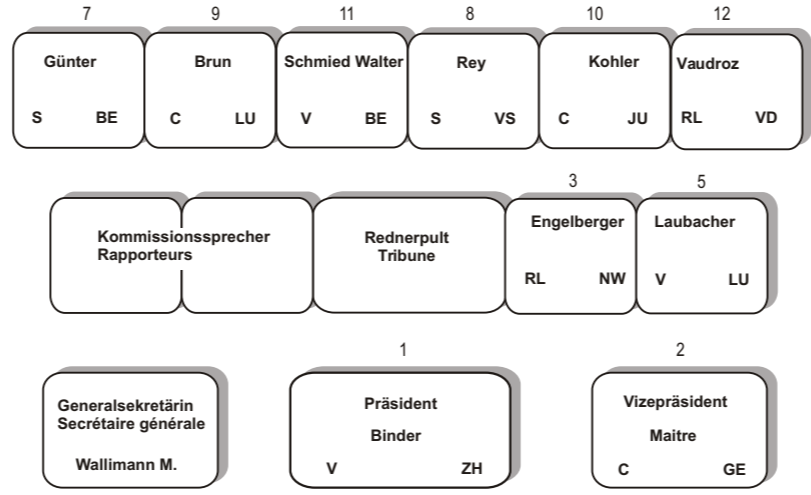 7 9 11 8 10 12
Günter Brun Schmied Walter Rey Kohler Vaudroz
S BE C LU V BE S VS C JU RL VD
3 5
Kommissionssprecher
Rapporteurs
Rednerpult
Tribune
Engelberger Laubacher
RL NW V LU
1 2
Generalsekretärin
Secrétaire générale
Wallimann M.
Präsident
Binder
V ZH
Vizepräsident
Maitre
C GE